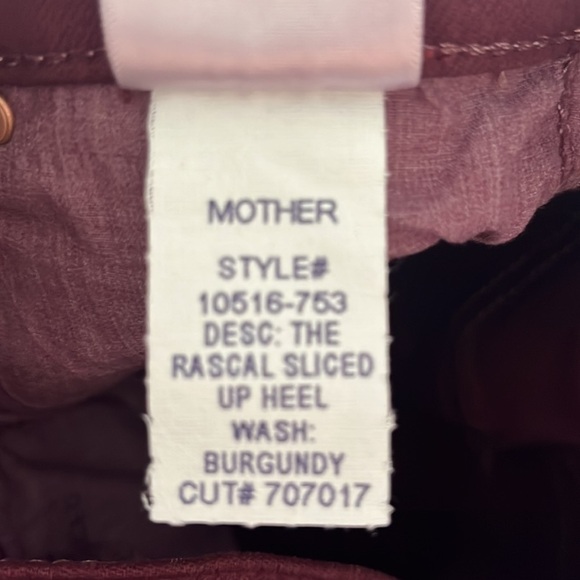 MOTHER
STYLE#
10516-753
DESC: THE
RASCAL SLICED
UP HEEL
WASH:
BURGUNDY
CUT# 707017